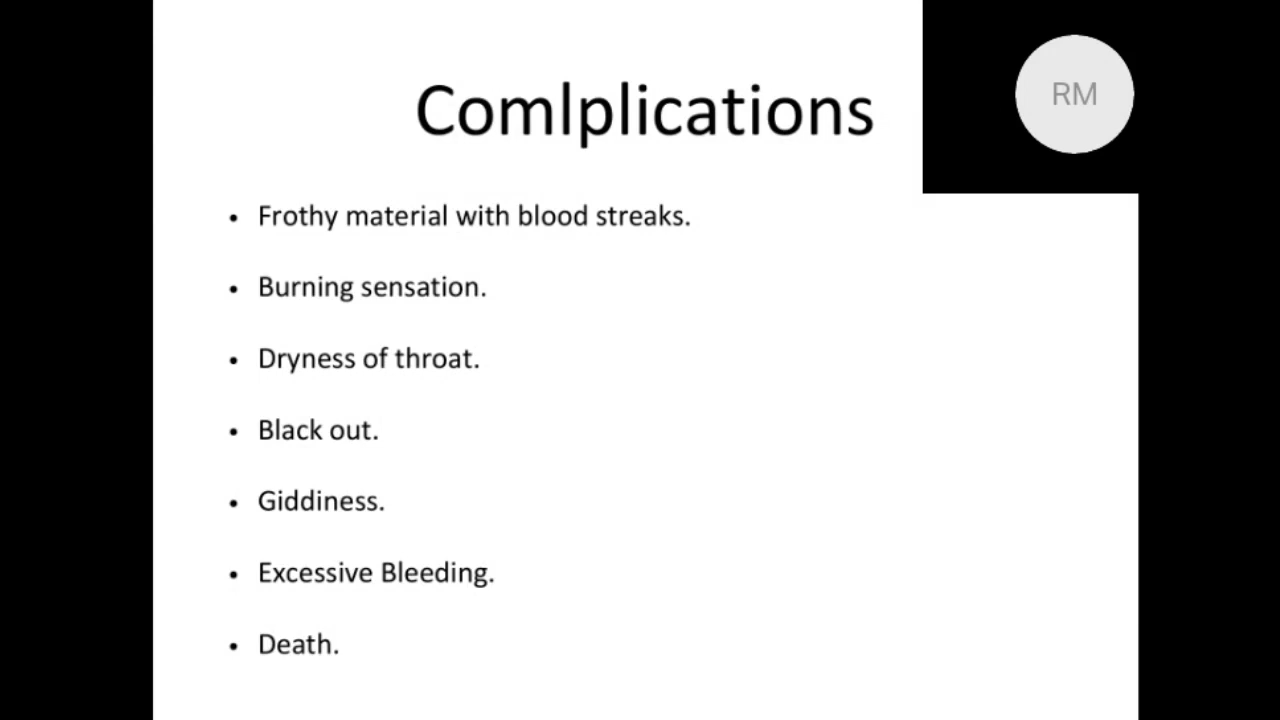 Comlplications
RM
• Frothy material with blood streaks.
• Burning sensation.
• Dryness of throat.
• Black out.
• Giddiness.
• Excessive Bleeding.
• Death.